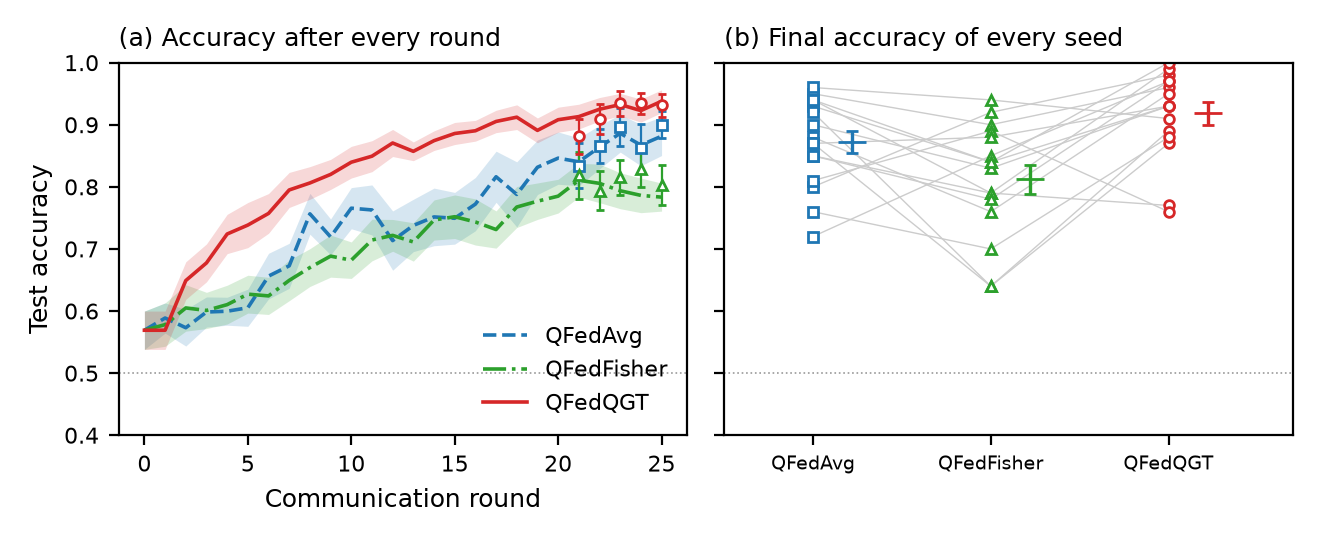 (a) Accuracy after every round
(b) Final accuracy of every seed
Test accuracy
1.0
0.9
0.8
0.7
0.6
0.5
0.4
QFedAvg
QFedFisher
QFedQGT
0 5 10 15 20 25
Communication round
QFedAvg QFedFisher QFedQGT